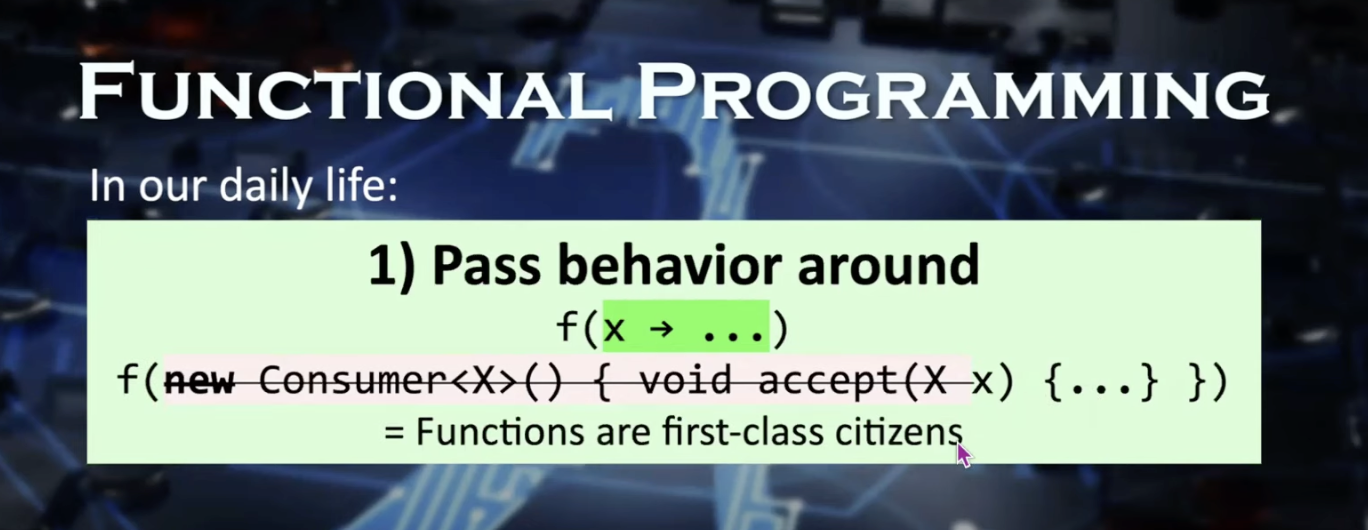 FUNCTIONAL PROGRAMMING
In our daily life:
1) Pass behavior around
f(x → ...)
f(new Consumer<X>() { void accept(X x) {...} })
= Functions are first-class citizens